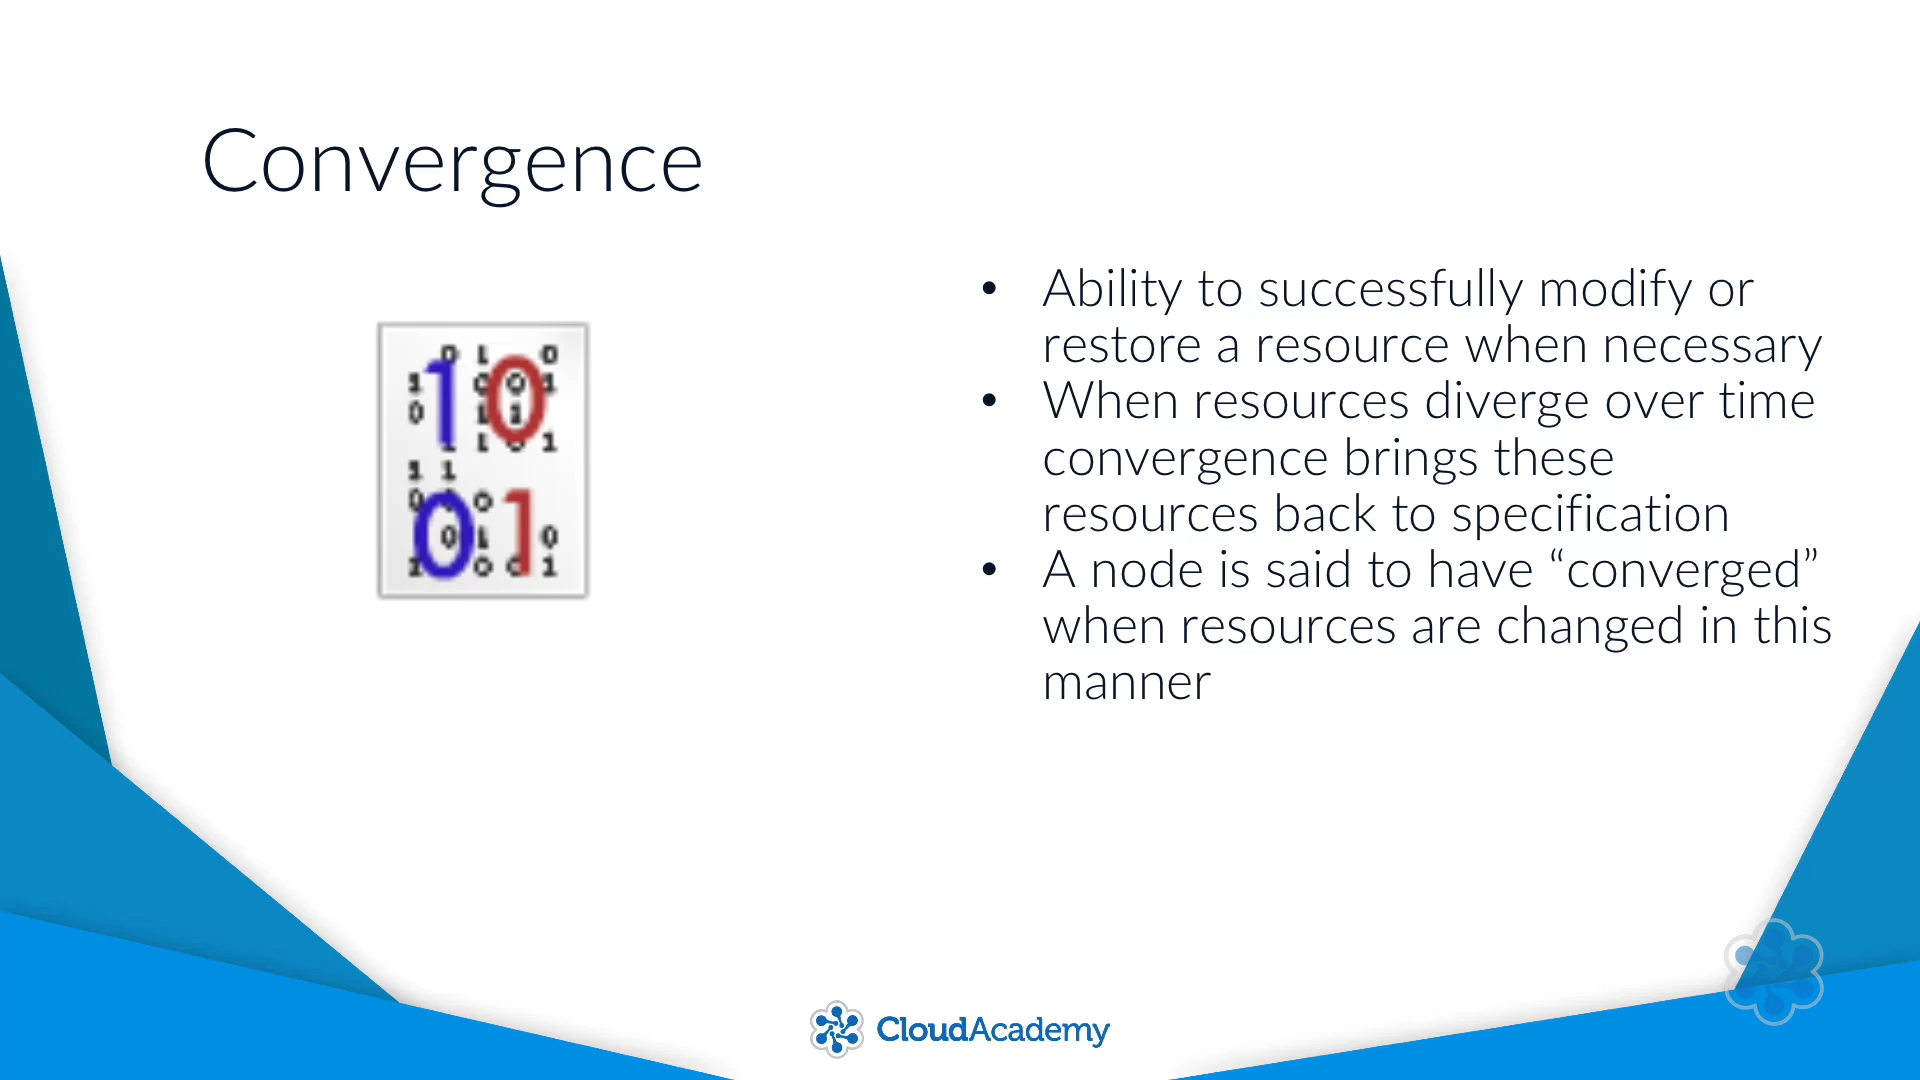 Convergence
• Ability to successfully modify or
restore a resource when necessary
• When resources diverge over time
convergence brings these
resources back to specification
• A node is said to have “converged”
when resources are changed in this
manner
CloudAcademy